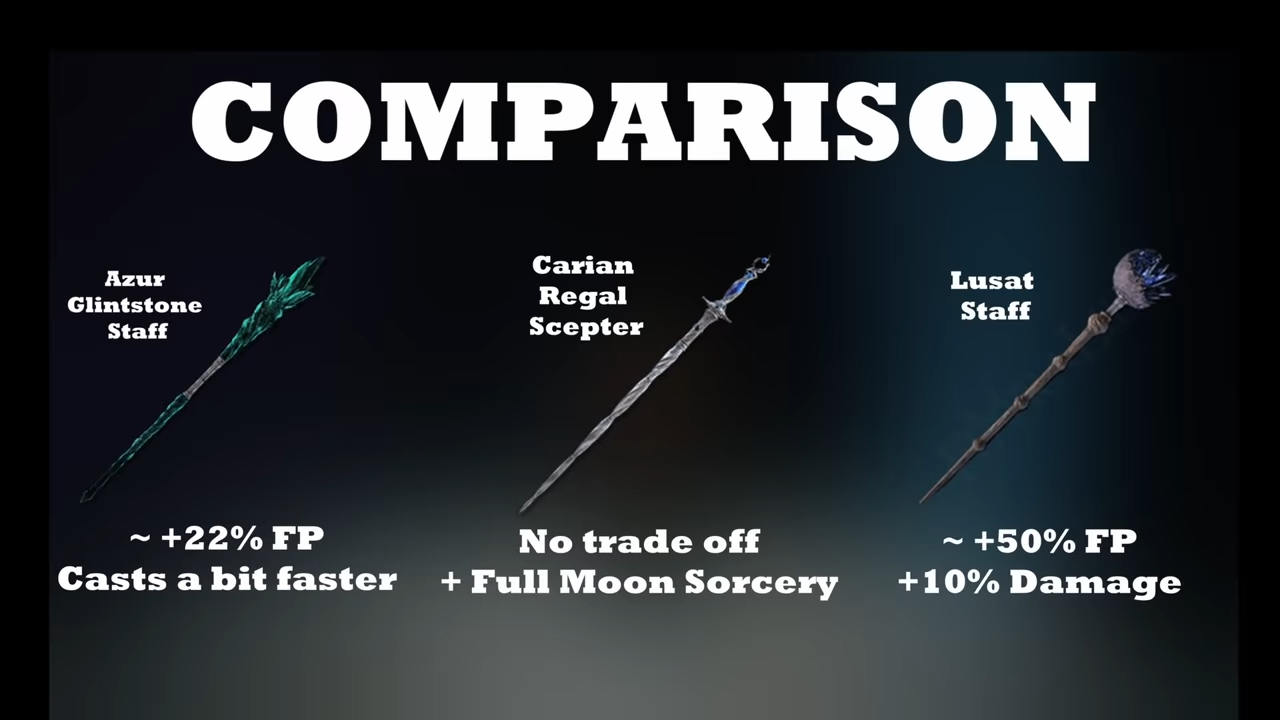 COMPARISON
Azur
Glintstone
Staff
~ +22% FP
Casts a bit faster
Carian
Regal
Scepter
No trade off
+ Full Moon Sorcery
Lusat
Staff
~ +50% FP
+10% Damage